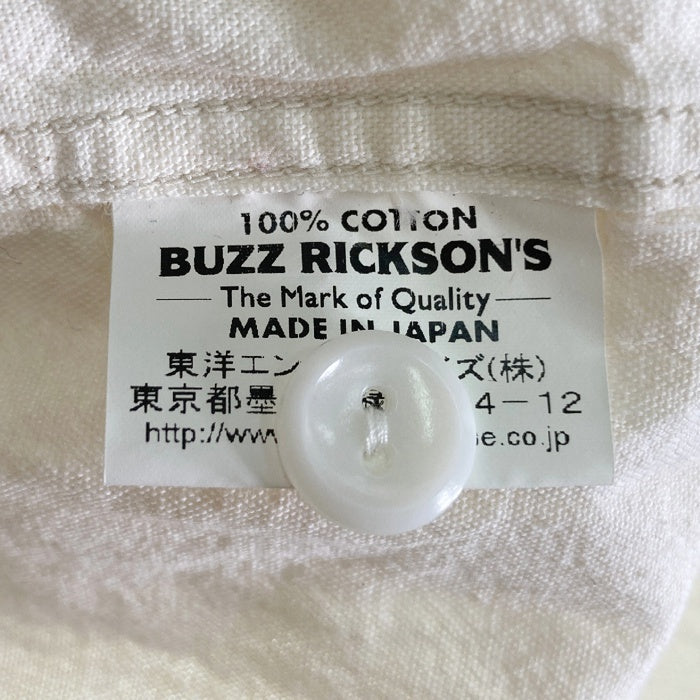 100% COTTON
BUZZ RICKSON'S
The Mark of Quality
MADE IN JAPAN
東洋エン ズ(株)
東京都墨 4－12
http://www se.co.jp